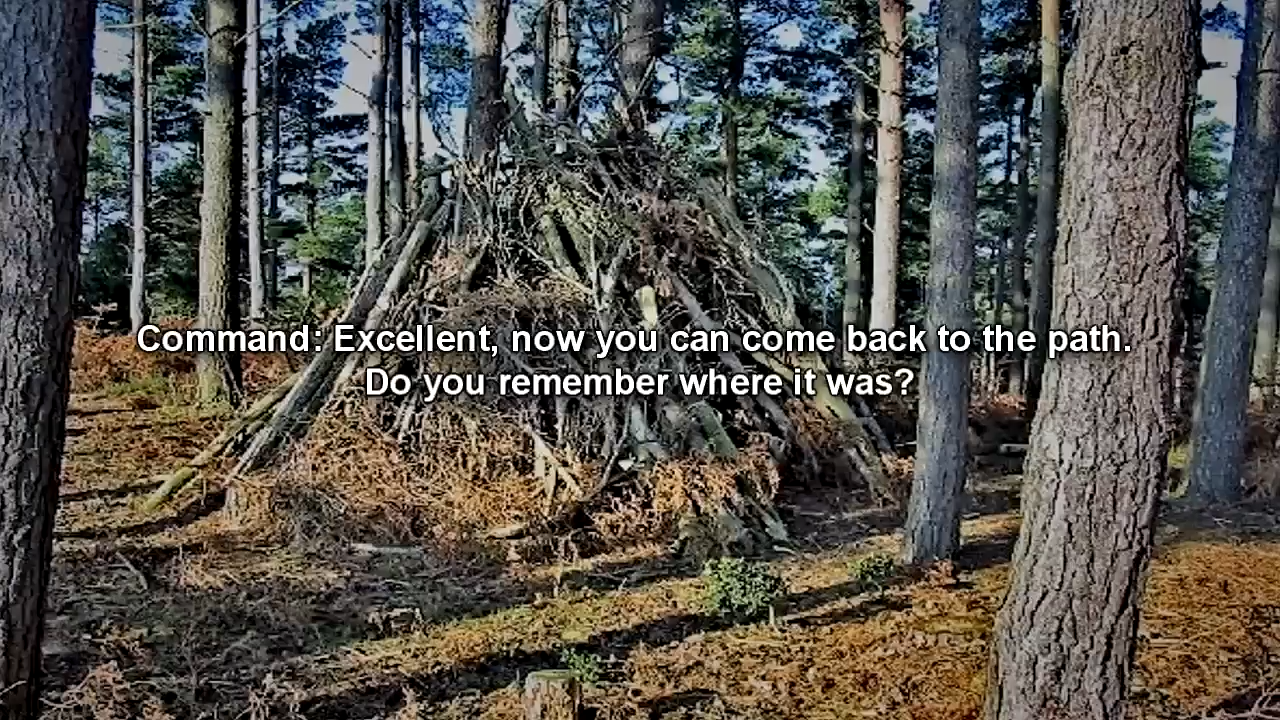 Command: Excellent, now you can come back to the path.
Do you remember where it was?